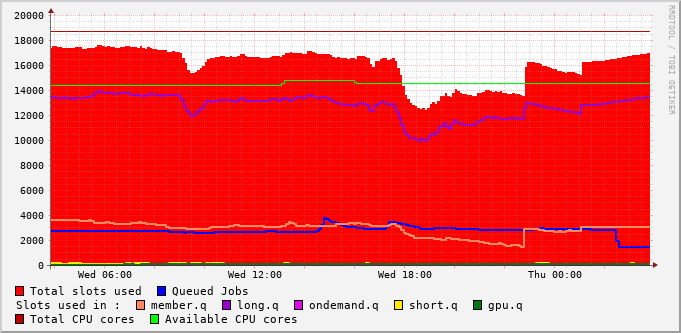 20000
18000
16000
14000
12000
10000
8000
6000
4000
2000
0
Wed 06:00 Wed 12:00 Wed 18:00 Thu 00:00
Total slots used Queued Jobs
Slots used in : member.q long.q ondemand.q short.q gpu.q
Total CPU cores Available CPU cores
RRDTOOL / TOBI OETIKER